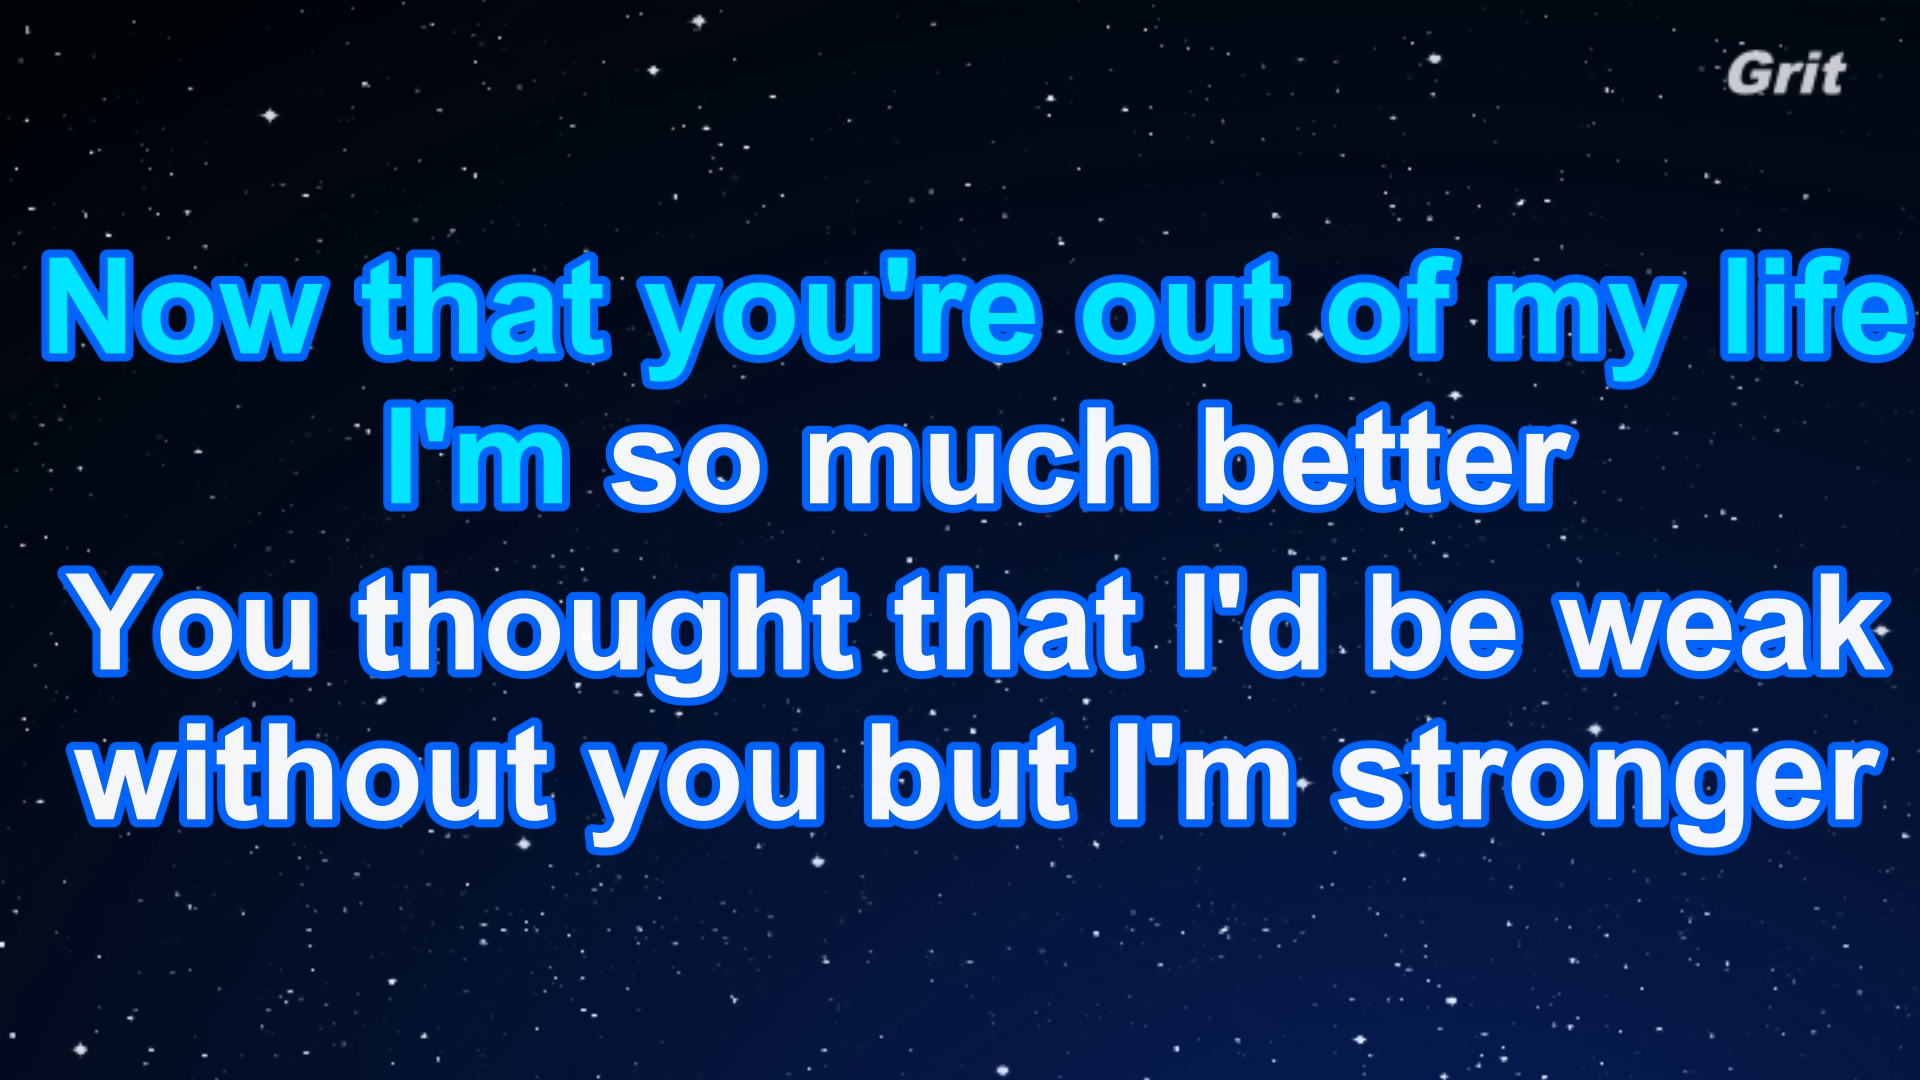 Grit
Now that you're out of my life
I'm so much better
You thought that I'd be weak
without you but I'm stronger